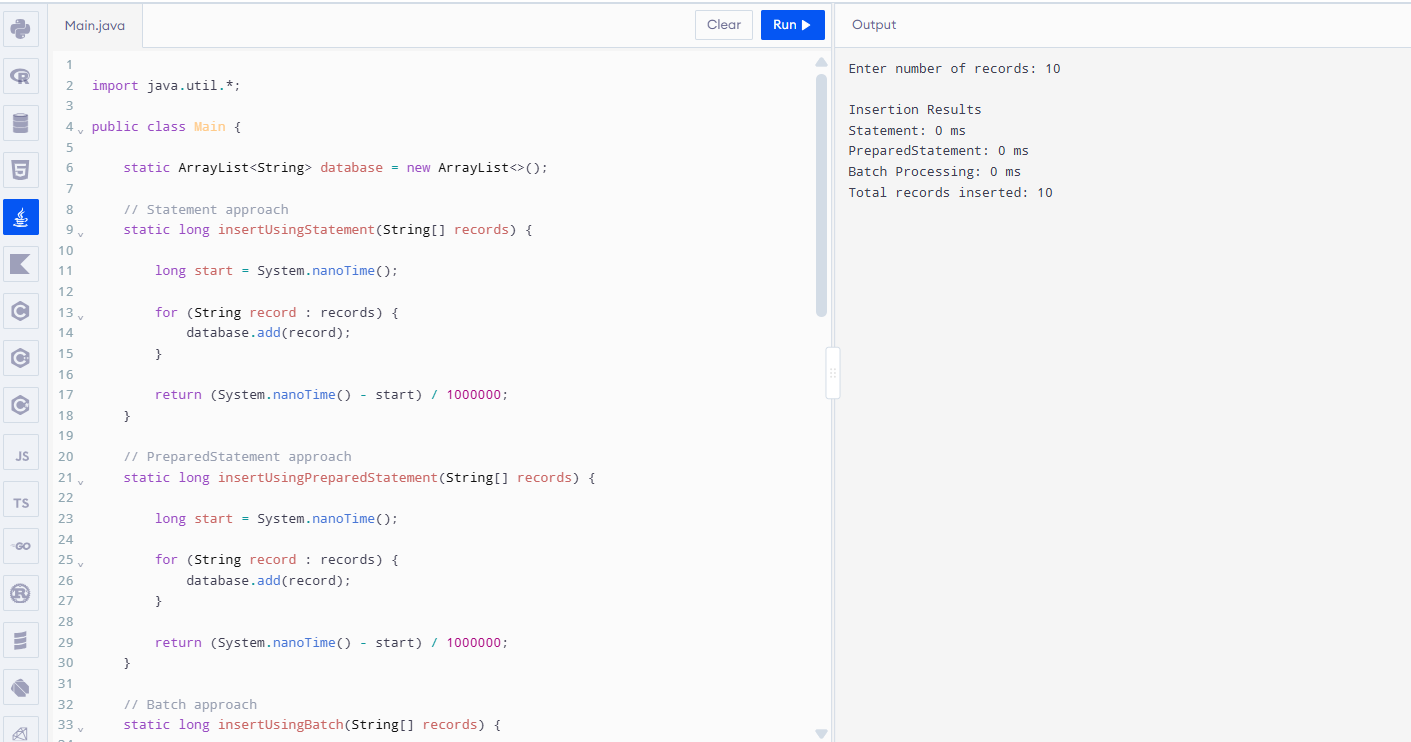 Main.java
Clear
Run
Output
1
2 import java.util.*;
3
4 public class Main {
5
6 static ArrayList<String> database = new ArrayList<>();
7
8 // Statement approach
9 static long insertUsingStatement(String[] records) {
10
11 long start = System.nanoTime();
12
13 for (String record : records) {
14 database.add(record);
15 }
16
17 return (System.nanoTime() - start) / 1000000;
18 }
19
20 // PreparedStatement approach
21 static long insertUsingPreparedStatement(String[] records) {
22
23 long start = System.nanoTime();
24
25 for (String record : records) {
26 database.add(record);
27 }
28
29 return (System.nanoTime() - start) / 1000000;
30 }
31
32 // Batch approach
33 static long insertUsingBatch(String[] records) {
Enter number of records: 10
Insertion Results
Statement: 0 ms
PreparedStatement: 0 ms
Batch Processing: 0 ms
Total records inserted: 10
R
5
C
C
C
JS
TS
GO